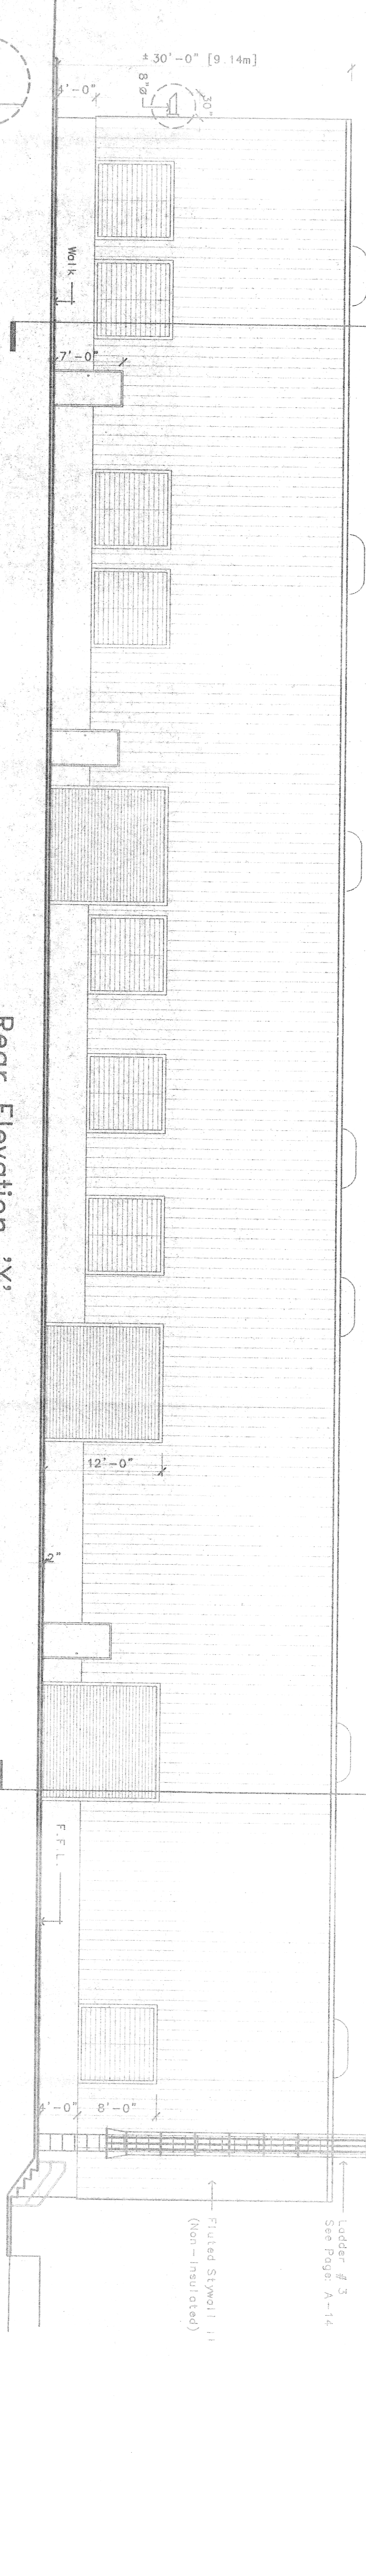 ±30'-0" [9.14m]
4'-0"
8"ø
30"
Walk
7'-0"
Rear Elevation 'Y'
12'-0"
2"
F.F.L.
4'-0"
8'-0"
Ladder # 3
See Page: A-14
Fluted Stywall II
(Non-Insulated)